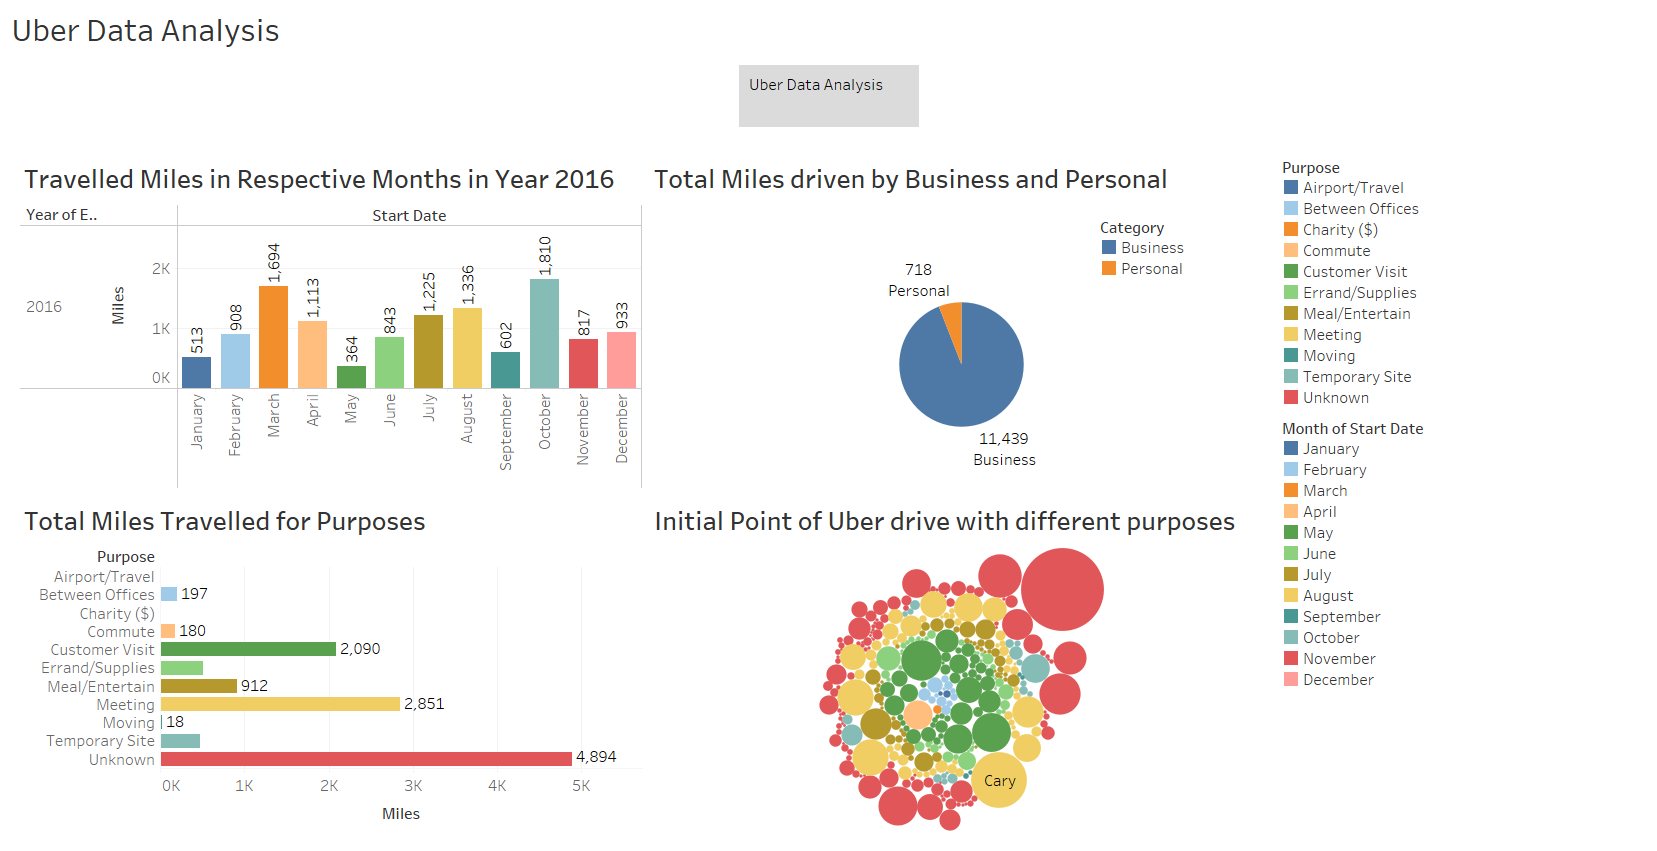 Uber Data Analysis
Uber Data Analysis
Travelled Miles in Respective Months in Year 2016
Year of E..
Start Date
2016
Miles
2K
1K
0K
513
908
1,694
1,113
364
843
1,225
1,336
602
1,810
817
933
January
February
March
April
May
June
July
August
September
October
November
December
Total Miles driven by Business and Personal
Category
Business
Personal
718
Personal
11,439
Business
Total Miles Travelled for Purposes
Purpose
Airport/Travel
Between Offices 197
Charity ($)
Commute 180
Customer Visit 2,090
Errand/Supplies
Meal/Entertain 912
Meeting 2,851
Moving 18
Temporary Site
Unknown 4,894
0K 1K 2K 3K 4K 5K
Miles
Initial Point of Uber drive with different purposes
Cary
Purpose
Airport/Travel
Between Offices
Charity ($)
Commute
Customer Visit
Errand/Supplies
Meal/Entertain
Meeting
Moving
Temporary Site
Unknown
Month of Start Date
January
February
March
April
May
June
July
August
September
October
November
December